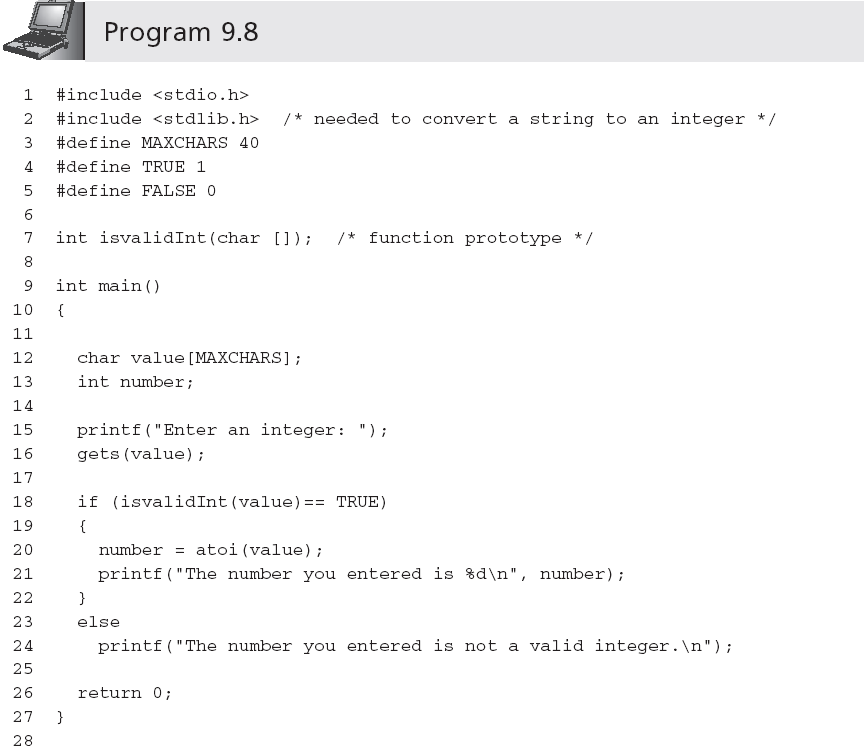 Program 9.8
1 #include <stdio.h>
2 #include <stdlib.h>  /* needed to convert a string to an integer */
3 #define MAXCHARS 40
4 #define TRUE 1
5 #define FALSE 0
6
7 int isvalidInt(char []);  /* function prototype */
8
9 int main()
10 {
11
12   char value[MAXCHARS];
13   int number;
14
15   printf("Enter an integer: ");
16   gets(value);
17
18   if (isvalidInt(value)== TRUE)
19   {
20     number = atoi(value);
21     printf("The number you entered is %d\n", number);
22   }
23   else
24     printf("The number you entered is not a valid integer.\n");
25
26   return 0;
27 }
28